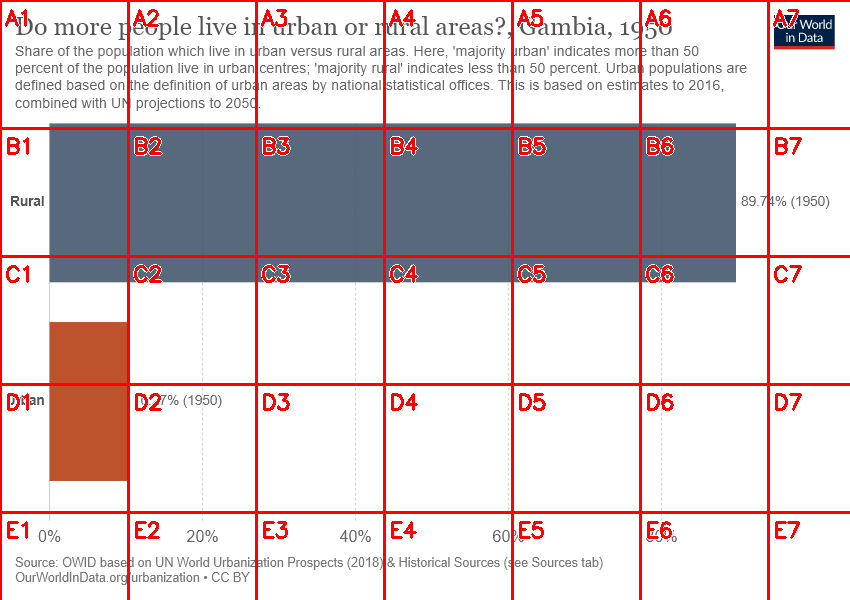 Do more people live in urban or rural areas?, Gambia, 1950
Our World
in Data
Share of the population which live in urban versus rural areas. Here, 'majority urban' indicates more than 50
percent of the population live in urban centres; 'majority rural' indicates less than 50 percent. Urban populations are
defined based on the definition of urban areas by national statistical offices. This is based on estimates to 2016,
combined with UN projections to 2050.
A1 A2 A3 A4 A5 A6 A7
B1 B2 B3 B4 B5 B6 B7
Rural 89.74% (1950)
C1 C2 C3 C4 C5 C6 C7
D1 D2 D3 D4 D5 D6 D7
(1950)
E1 E2 E3 E4 E5 E6 E7
0% 20% 40% 60% 80%
Source: OWID based on UN World Urbanization Prospects (2018) & Historical Sources (see Sources tab)
OurWorldInData.org/urbanization • CC BY